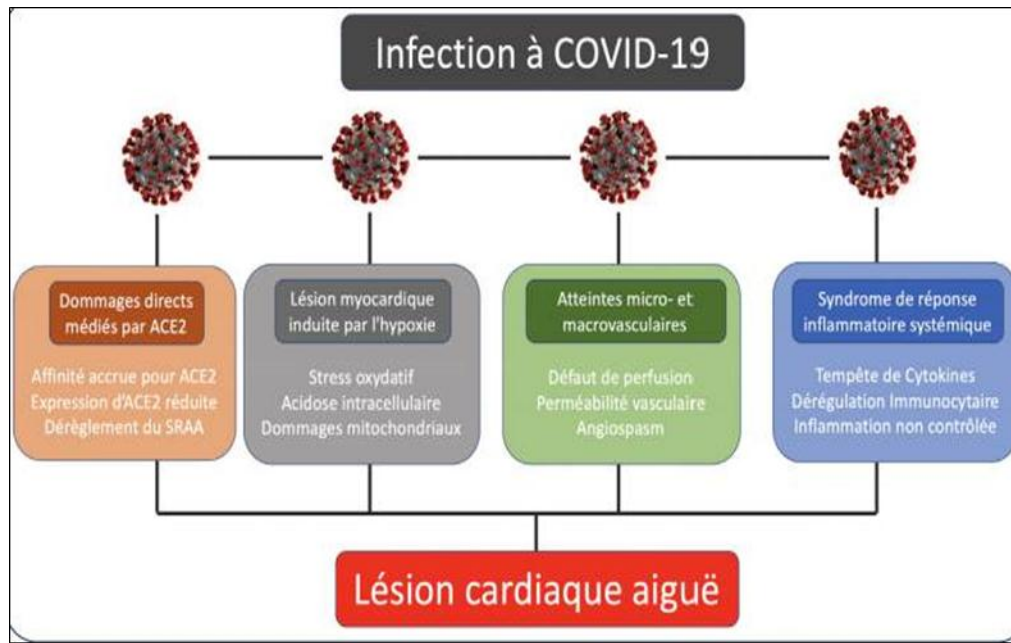 Infection à COVID-19
Dommages directs
médiés par ACE2
Affinité accrue pour ACE2
Expression d'ACE2 réduite
Dérèglement du SRAA
Lésion myocardique
induite par l'hypoxie
Stress oxydatif
Acidose intracellulaire
Dommages mitochondriaux
Atteintes micro- et
macrovasculaires
Défaut de perfusion
Perméabilité vasculaire
Angiospasm
Syndrome de réponse
inflammatoire systémique
Tempête de Cytokines
Dérégulation Immunocytaire
Inflammation non contrôlée
Lésion cardiaque aiguë